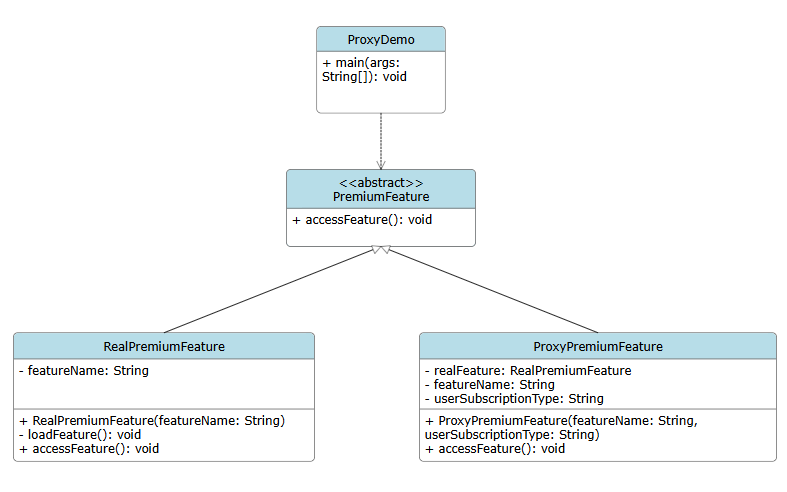 ProxyDemo
+ main(args:
String[]): void
<<abstract>>
PremiumFeature
+ accessFeature(): void
RealPremiumFeature
- featureName: String
+ RealPremiumFeature(featureName: String)
- loadFeature(): void
+ accessFeature(): void
ProxyPremiumFeature
- realFeature: RealPremiumFeature
- featureName: String
- userSubscriptionType: String
+ ProxyPremiumFeature(featureName: String,
userSubscriptionType: String)
+ accessFeature(): void